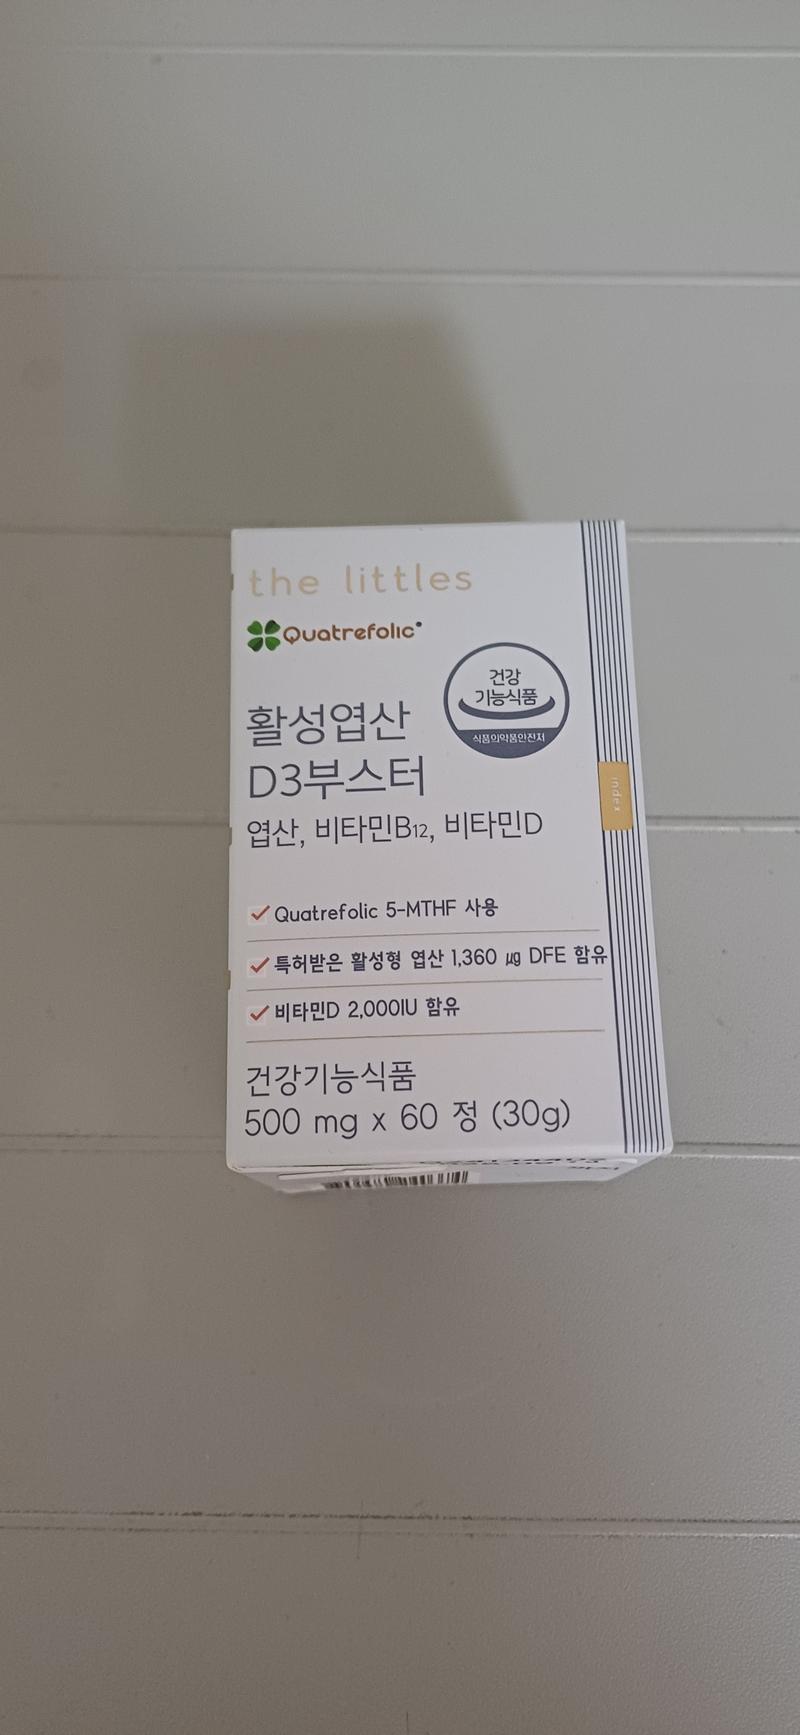 the littles
Quatrefolic
건강
기능식품
식품의약품안전처
활성엽산
D3부스터
엽산, 비타민B12, 비타민D
index
Quatrefolic 5-MTHF 사용
특허받은 활성형 엽산 1,360 ㎍ DFE 함유
비타민D 2,000IU 함유
건강기능식품
500 mg x 60 정 (30g)